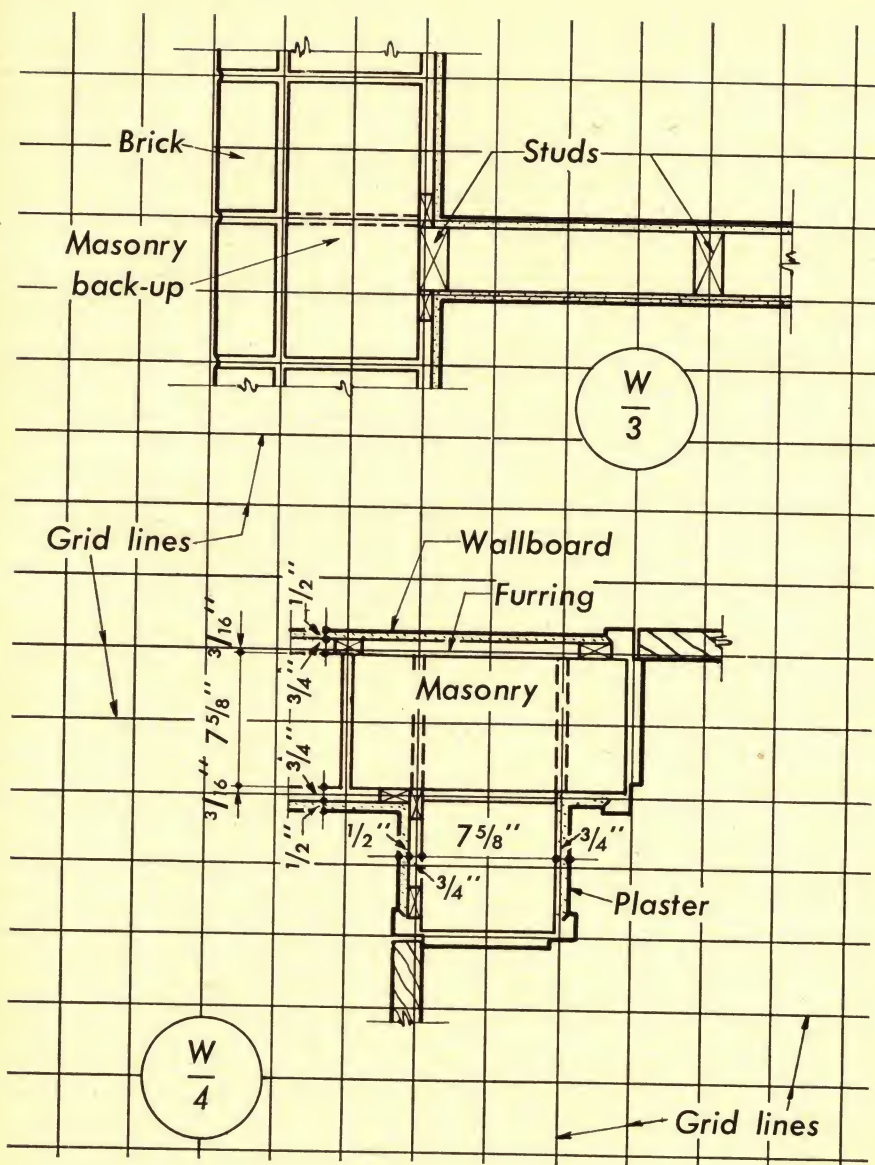 Brick
Studs
Masonry
back-up
W
3
Grid lines
Wallboard
Furring
1/2"
3/16"
3/4"
Masonry
7 5/8"
3/4"
3/16"
1/2"
1/2"
7 5/8"
3/4"
3/4"
Plaster
W
4
Grid lines